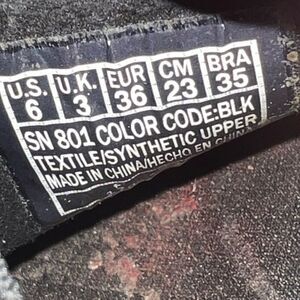 U.S. U.K. EUR CM BRA
6 3 36 23 35
SN 801 COLOR CODE:BLK
TEXTILE/SYNTHETIC UPPER
MADE IN CHINA/HECHO EN CHINA